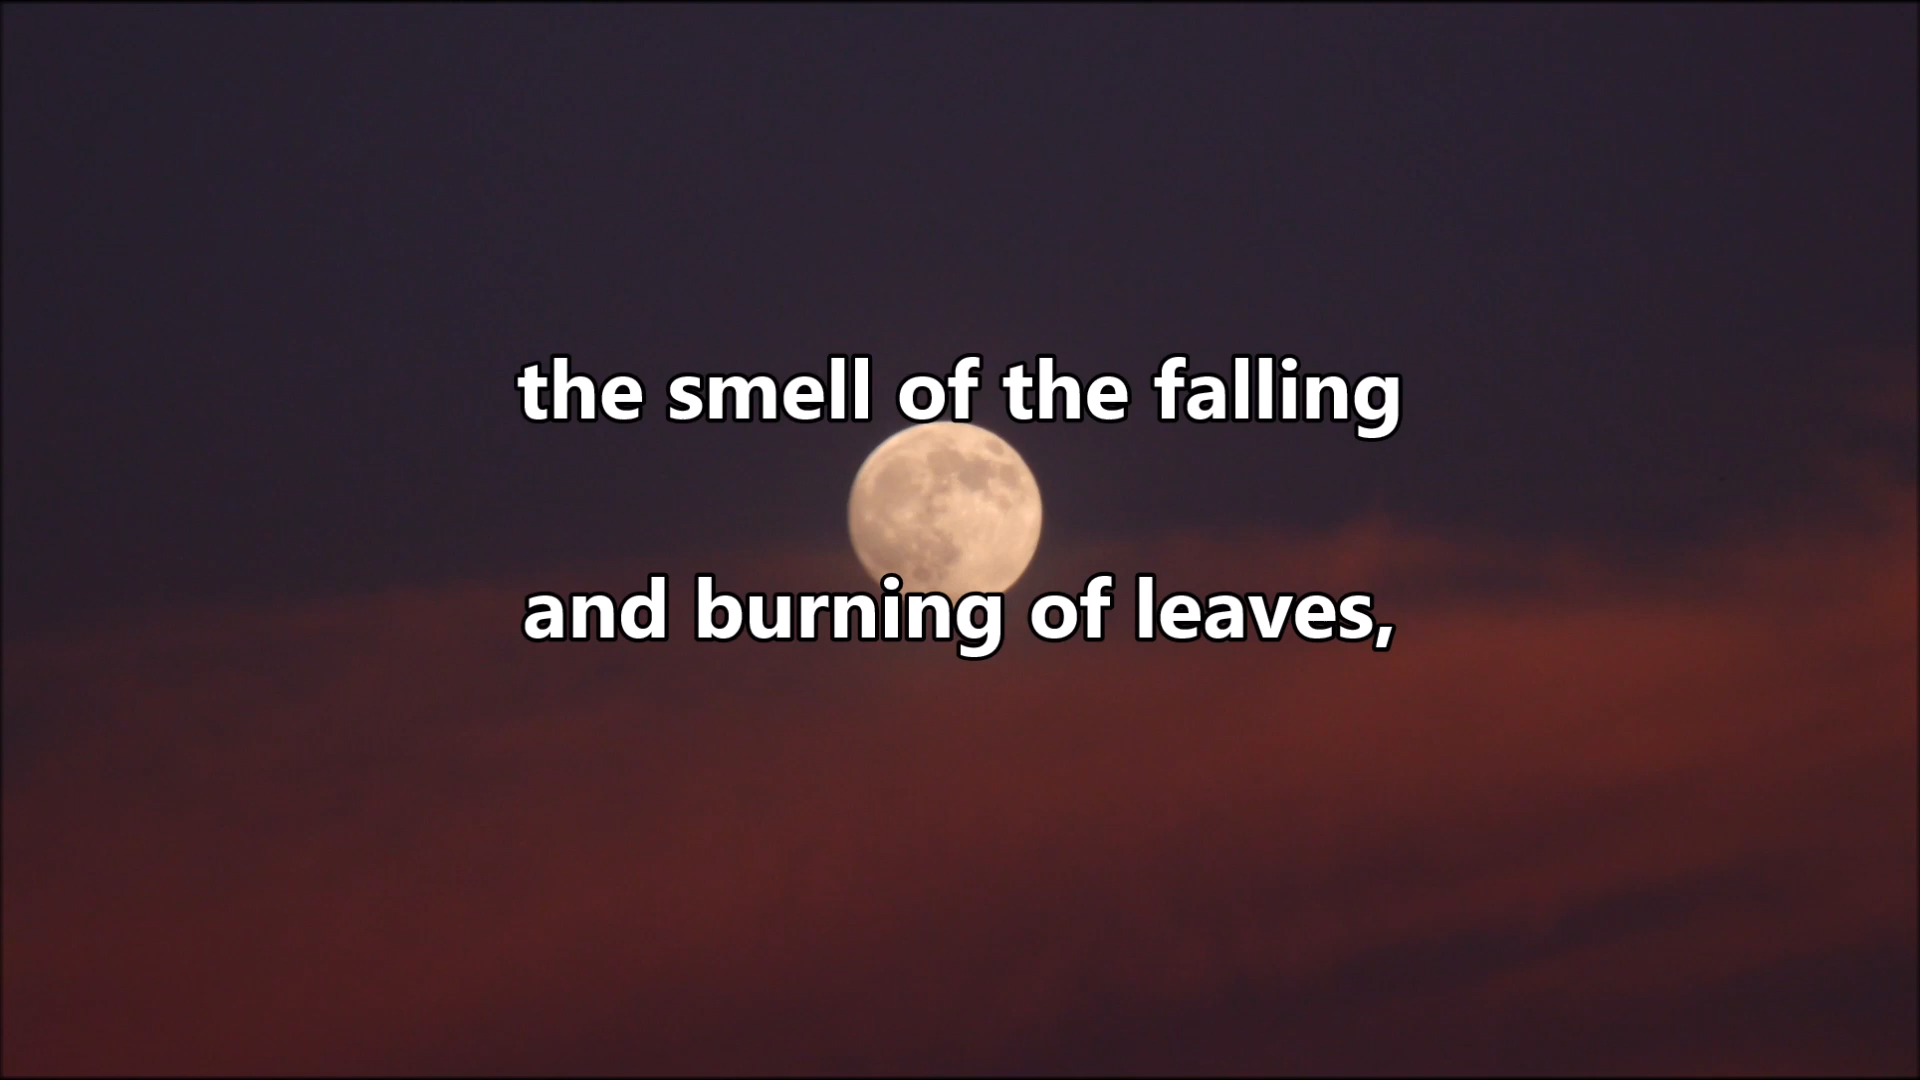 the smell of the falling
and burning of leaves,